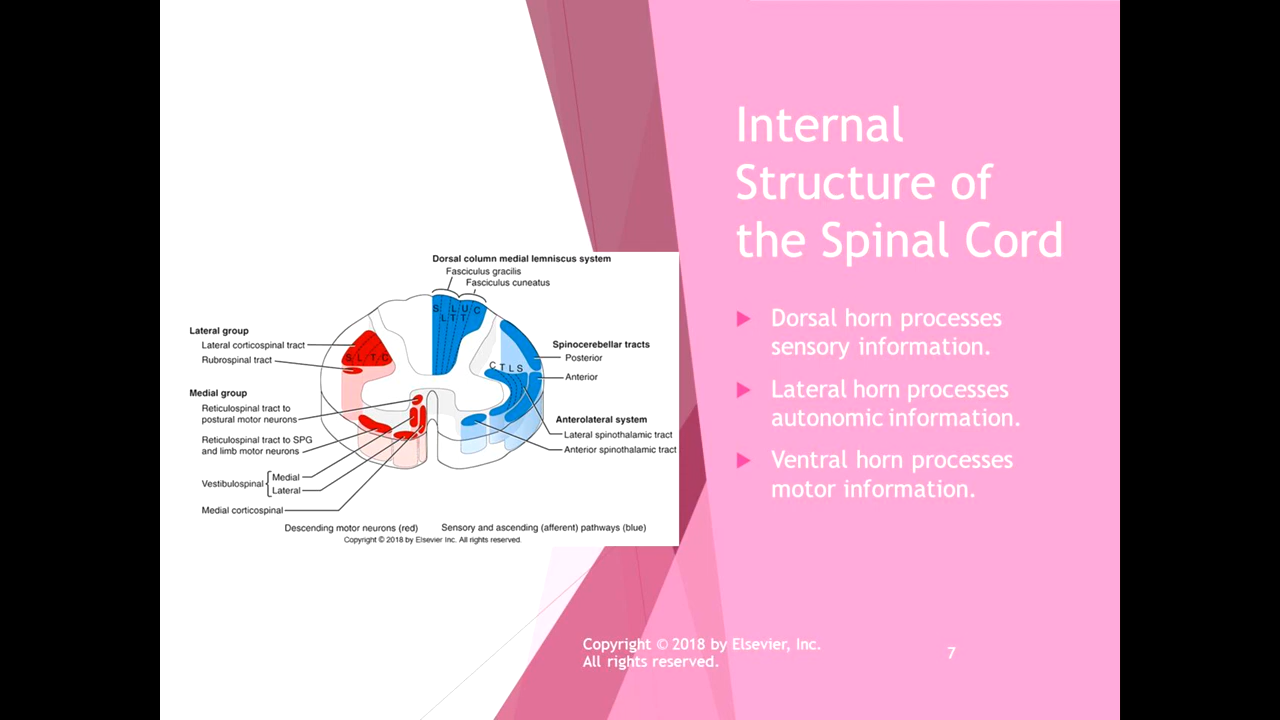 Internal
Structure of
the Spinal Cord
Dorsal horn processes
sensory information.
Lateral horn processes
autonomic information.
Ventral horn processes
motor information.
Dorsal column medial lemniscus system
Fasciculus gracilis
Fasciculus cuneatus
S L U C
L T T
Lateral group
Lateral corticospinal tract
Rubrospinal tract
S L T C
Medial group
Reticulospinal tract to
postural motor neurons
Reticulospinal tract to SPG
and limb motor neurons
Vestibulospinal
Medial
Lateral
Medial corticospinal
Spinocerebellar tracts
Posterior
Anterior
C T L S
Anterolateral system
Lateral spinothalamic tract
Anterior spinothalamic tract
Descending motor neurons (red)
Sensory and ascending (afferent) pathways (blue)
Copyright © 2018 by Elsevier Inc. All rights reserved.
Copyright © 2018 by Elsevier, Inc.
All rights reserved.
7